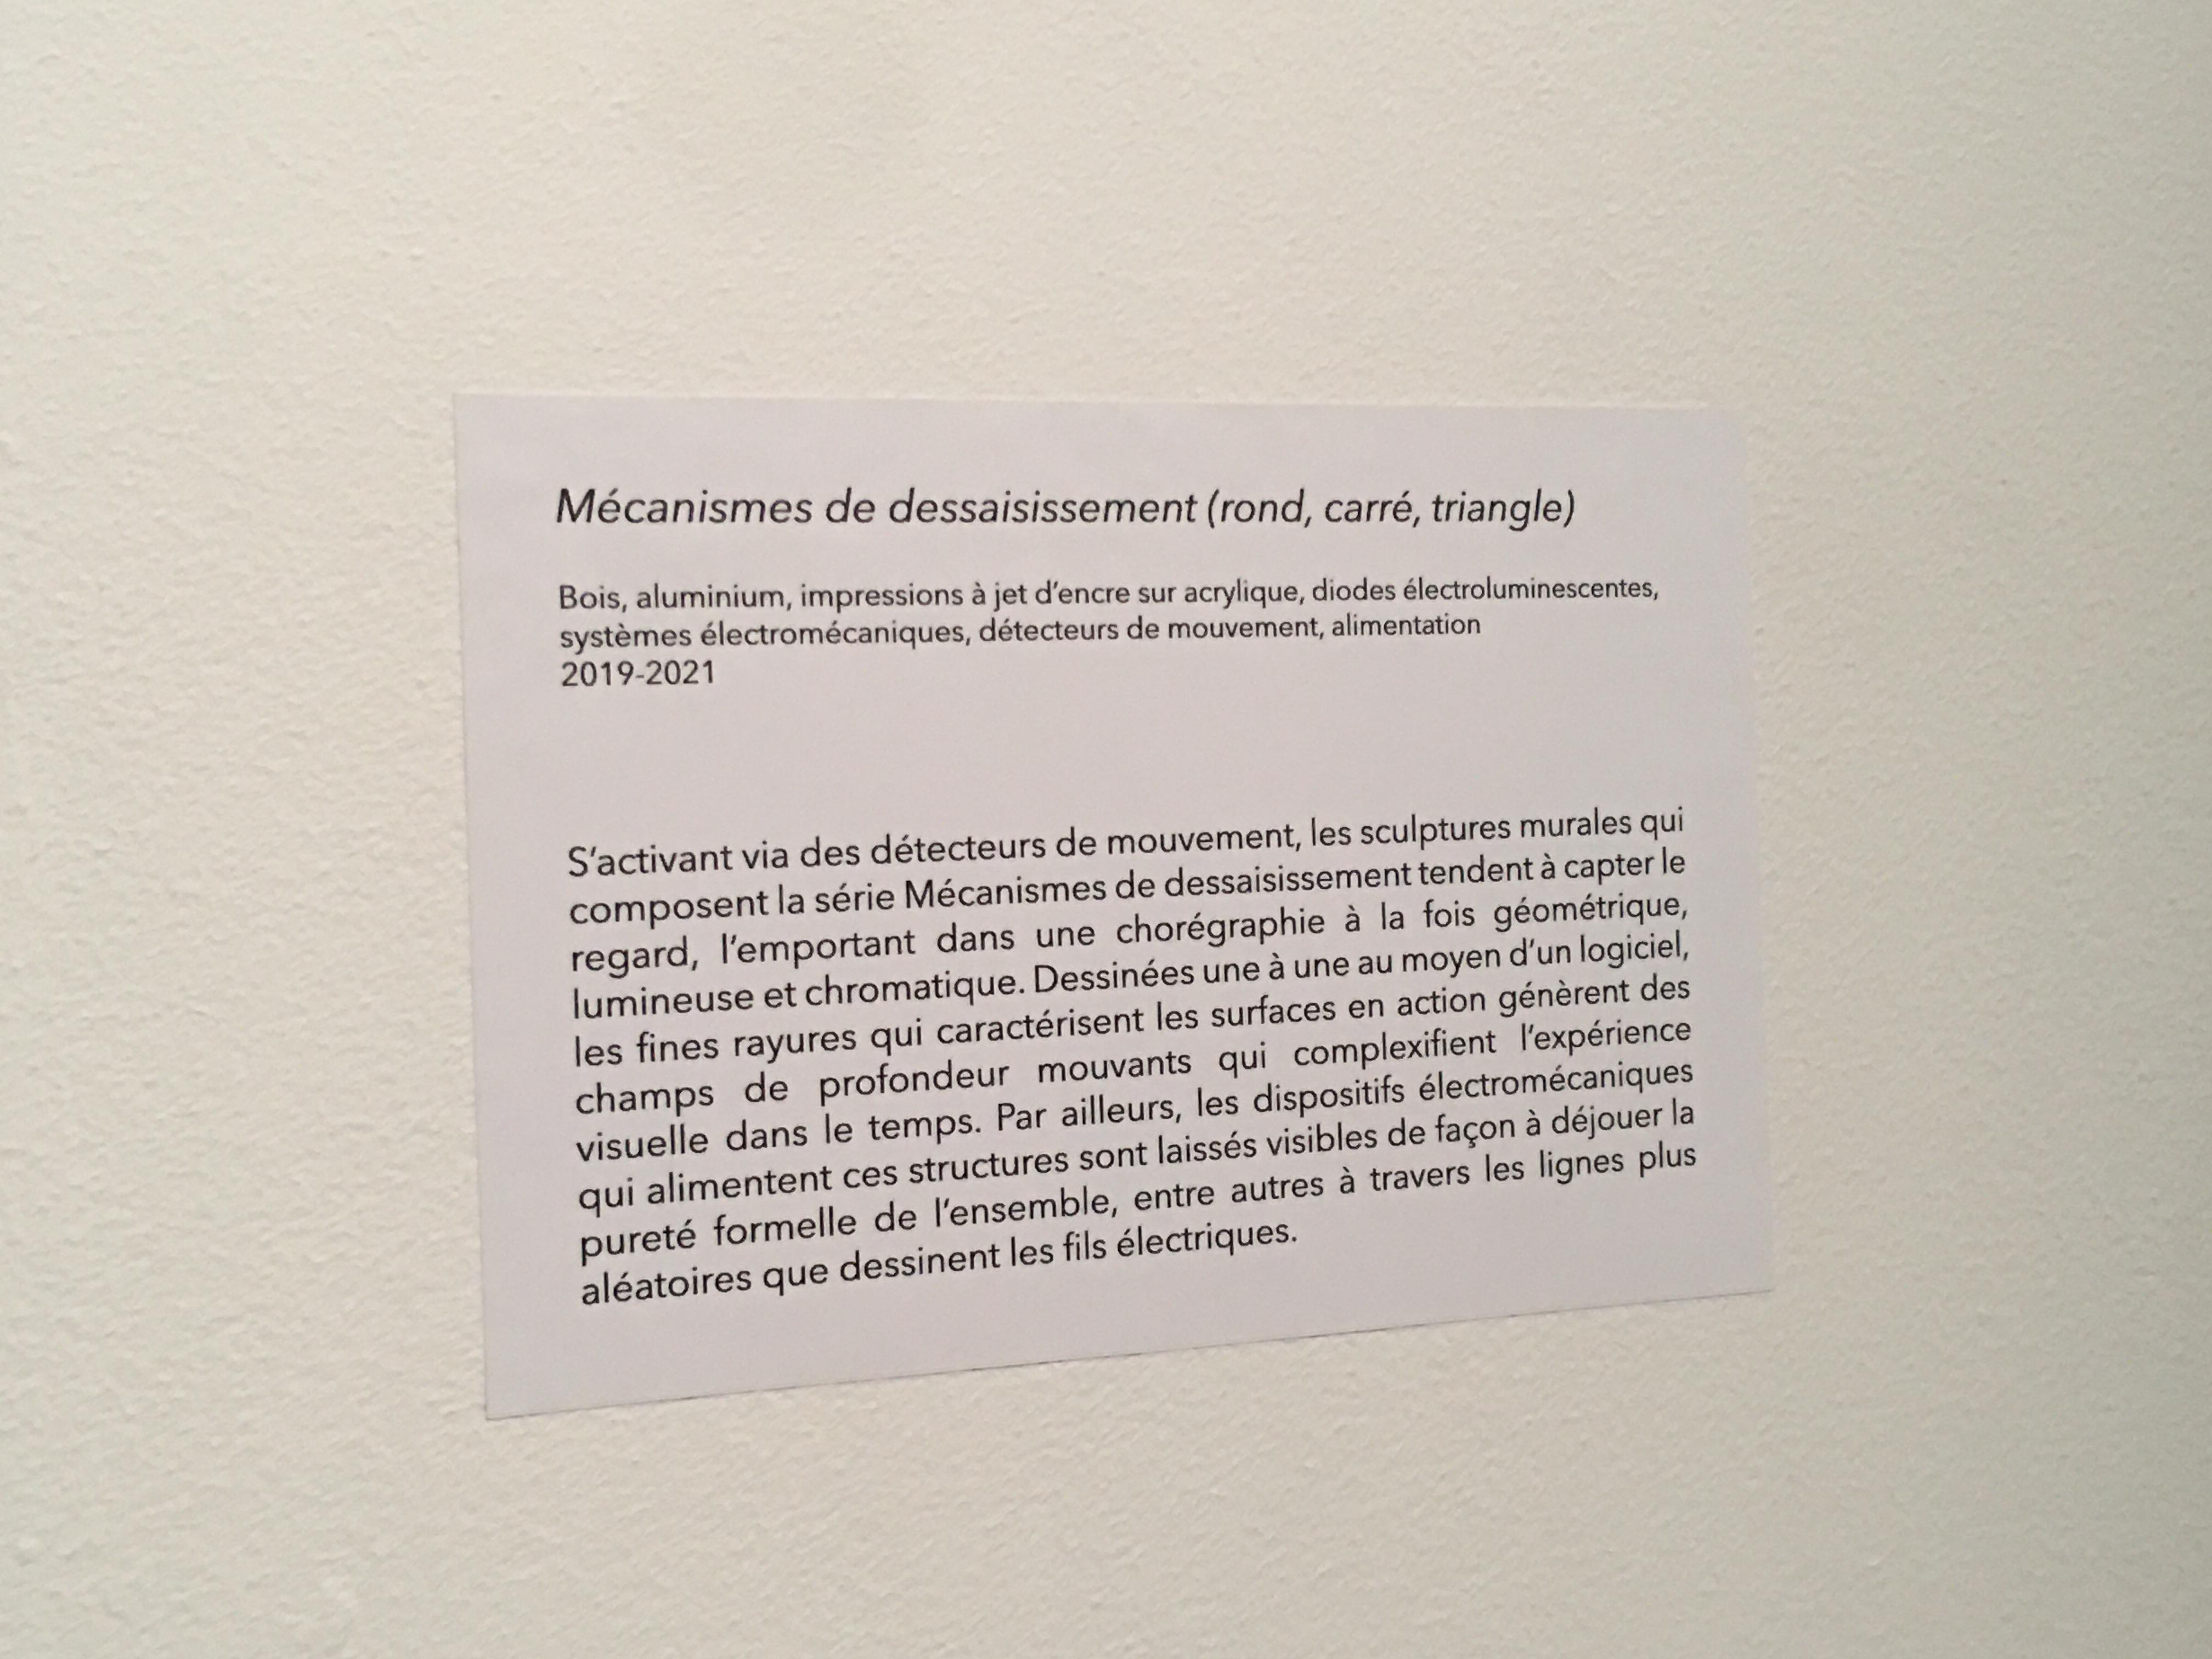 Mécanismes de dessaisissement (rond, carré, triangle)
Bois, aluminium, impressions à jet d'encre sur acrylique, diodes électroluminescentes,
systèmes électromécaniques, détecteurs de mouvement, alimentation
2019-2021
S'activant via des détecteurs de mouvement, les sculptures murales qui
composent la série Mécanismes de dessaisissement tendent à capter le
regard, l'emportant dans une chorégraphie à la fois géométrique,
lumineuse et chromatique. Dessinées une à une au moyen d'un logiciel,
les fines rayures qui caractérisent les surfaces en action génèrent des
champs de profondeur mouvants qui complexifient l'expérience
visuelle dans le temps. Par ailleurs, les dispositifs électromécaniques
qui alimentent ces structures sont laissés visibles de façon à déjouer la
pureté formelle de l'ensemble, entre autres à travers les lignes plus
aléatoires que dessinent les fils électriques.